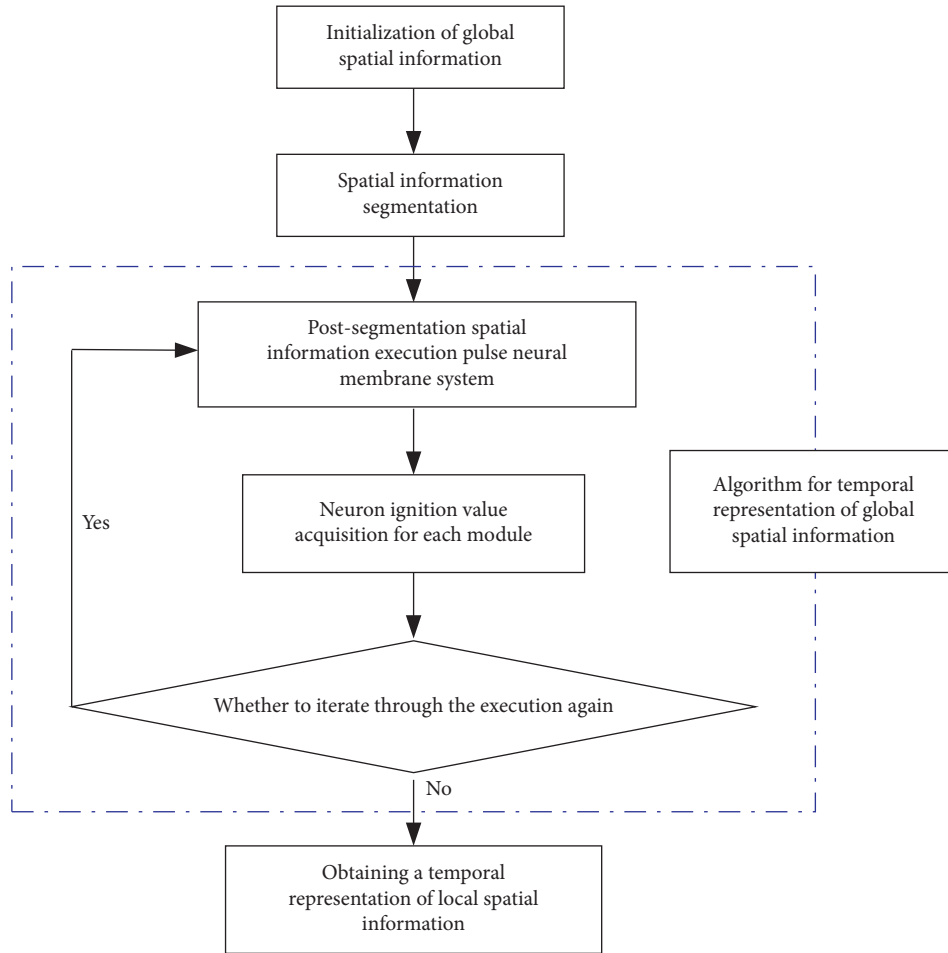 Initialization of global
spatial information
Spatial information
segmentation
Post-segmentation spatial
information execution pulse neural
membrane system
Neuron ignition value
acquisition for each module
Algorithm for temporal
representation of global
spatial information
Yes
Whether to iterate through the execution again
No
Obtaining a temporal
representation of local spatial
information